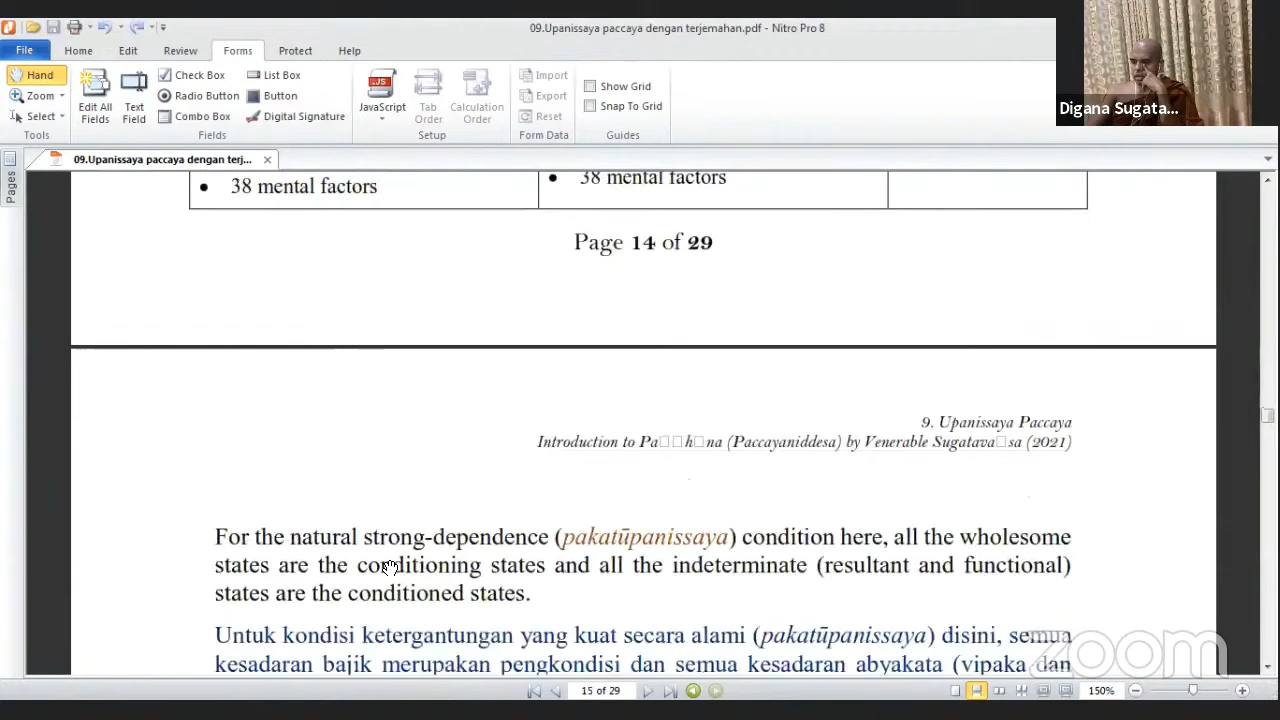 09.Upanissaya paccaya dengan terjemahan.pdf - Nitro Pro 8
File Home Edit Review Forms Protect Help
Hand
Zoom
Select
Tools
Edit All Fields
Text Field
Check Box
Radio Button
Combo Box
List Box
Button
Digital Signature
Fields
JavaScript
Tab Order
Calculation Order
Setup
Import
Export
Reset
Form Data
Show Grid
Snap To Grid
Guides
Digana Sugata...
09.Upanissaya paccaya dengan terj...
Pages
• 38 mental factors
• 38 mental factors
Page 14 of 29
9. Upanissaya Paccaya
Introduction to Pa□□h□na (Paccayaniddesa) by Venerable Sugatava□sa (2021)
For the natural strong-dependence (pakatūpanissaya) condition here, all the wholesome
states are the conditioning states and all the indeterminate (resultant and functional)
states are the conditioned states.
Untuk kondisi ketergantungan yang kuat secara alami (pakatūpanissaya) disini, semua
kesadaran bajik merupakan pengkondisi dan semua kesadaran abyakata (vipaka dan
zoom
15 of 29
150%